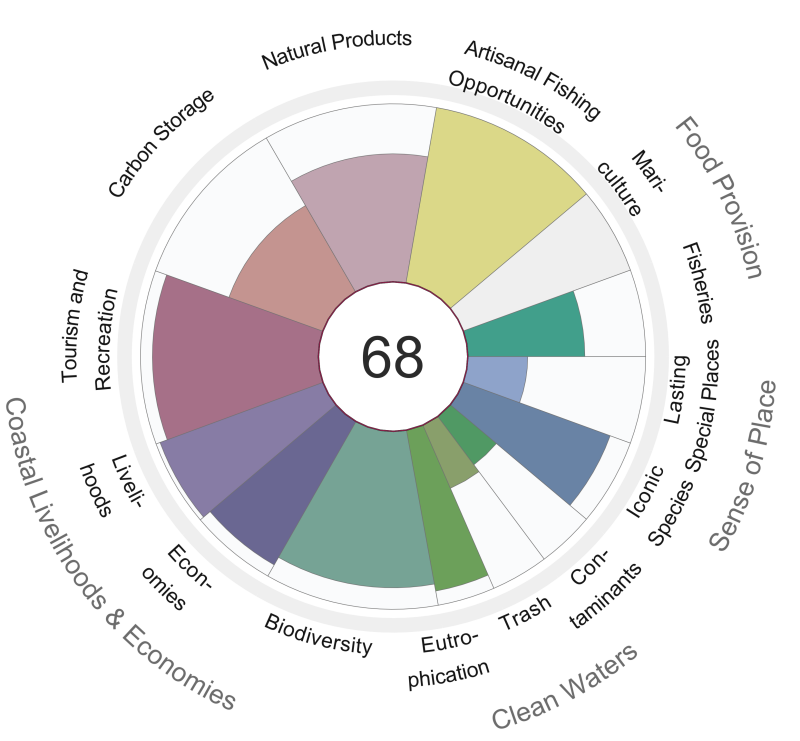 Natural Products
Artisanal Fishing
Opportunities
Mari-
culture
Food Provision
Fisheries
Lasting
Special Places
Sense of Place
Iconic
Species
Con-
taminants
Trash
Clean Waters
Eutro-
phication
Biodiversity
Econ-
omies
Liveli-
hoods
Coastal Livelihoods & Economies
Tourism and
Recreation
Carbon Storage
68